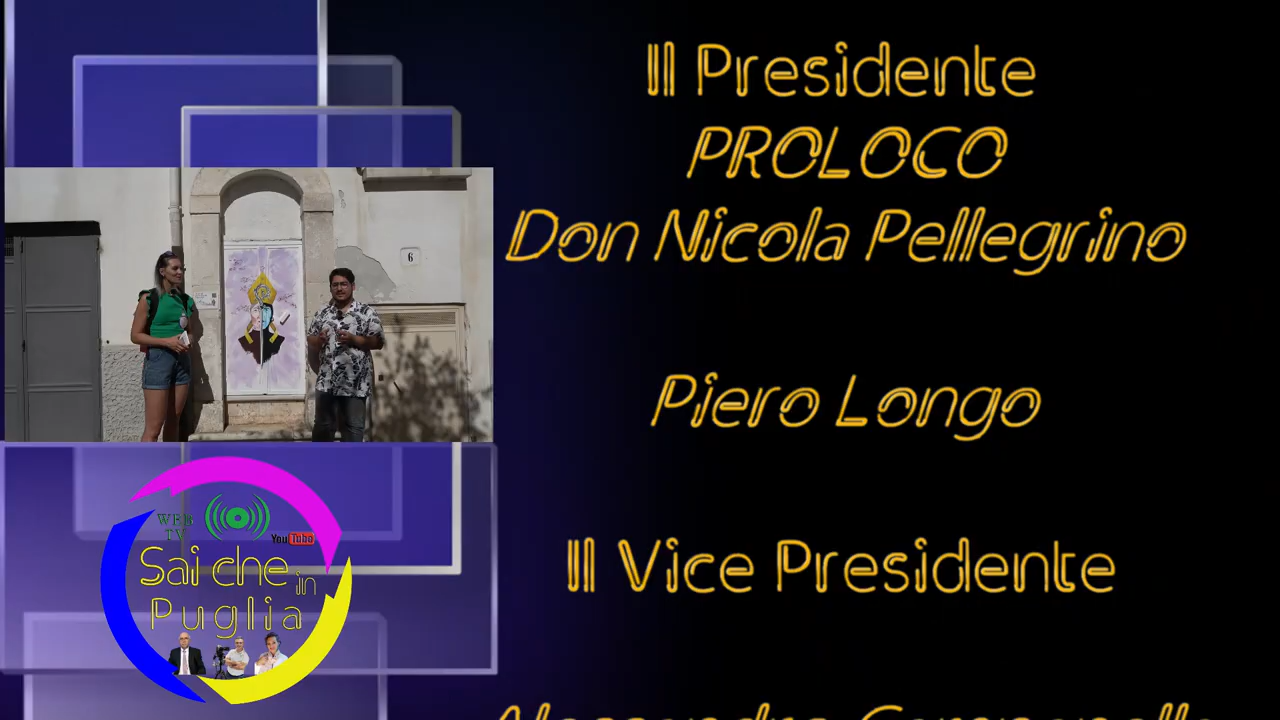 Il Presidente
PROLOCO
Don Nicola Pellegrino
Piero Longo
Il Vice Presidente
6
WEB
TV
YouTube
Sai che in
Puglia